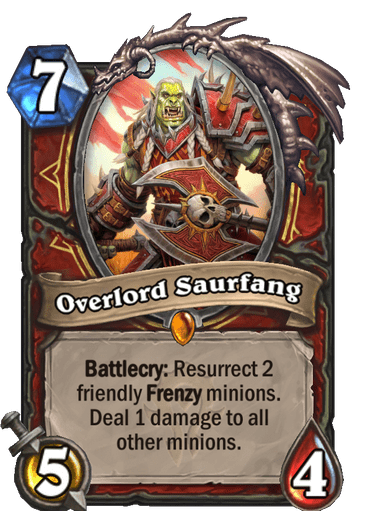 7
Overlord Saurfang
Battlecry: Resurrect 2
friendly Frenzy minions.
Deal 1 damage to all
other minions.
5
4